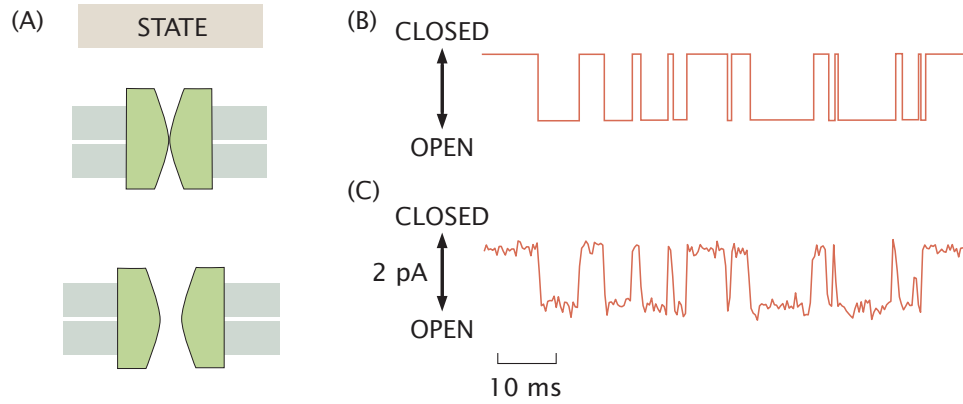 (A)
STATE
(B)
CLOSED
OPEN
(C)
CLOSED
2 pA
OPEN
10 ms